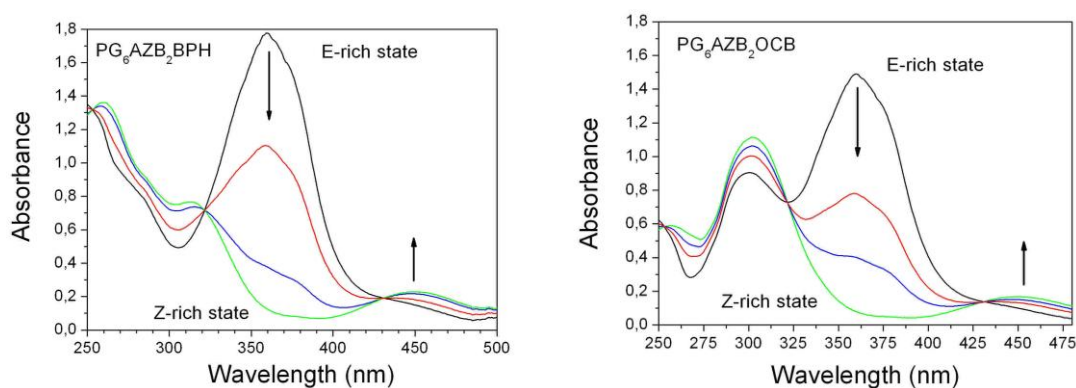 PG₆AZB₂BPH
E-rich state
Z-rich state
Absorbance
1,8
1,6
1,4
1,2
1,0
0,8
0,6
0,4
0,2
0,0
250 300 350 400 450 500
Wavelength (nm)
PG₆AZB₂OCB
E-rich state
Z-rich state
Absorbance
1,8
1,6
1,4
1,2
1,0
0,8
0,6
0,4
0,2
0,0
250 275 300 325 350 375 400 425 450 475
Wavelength (nm)